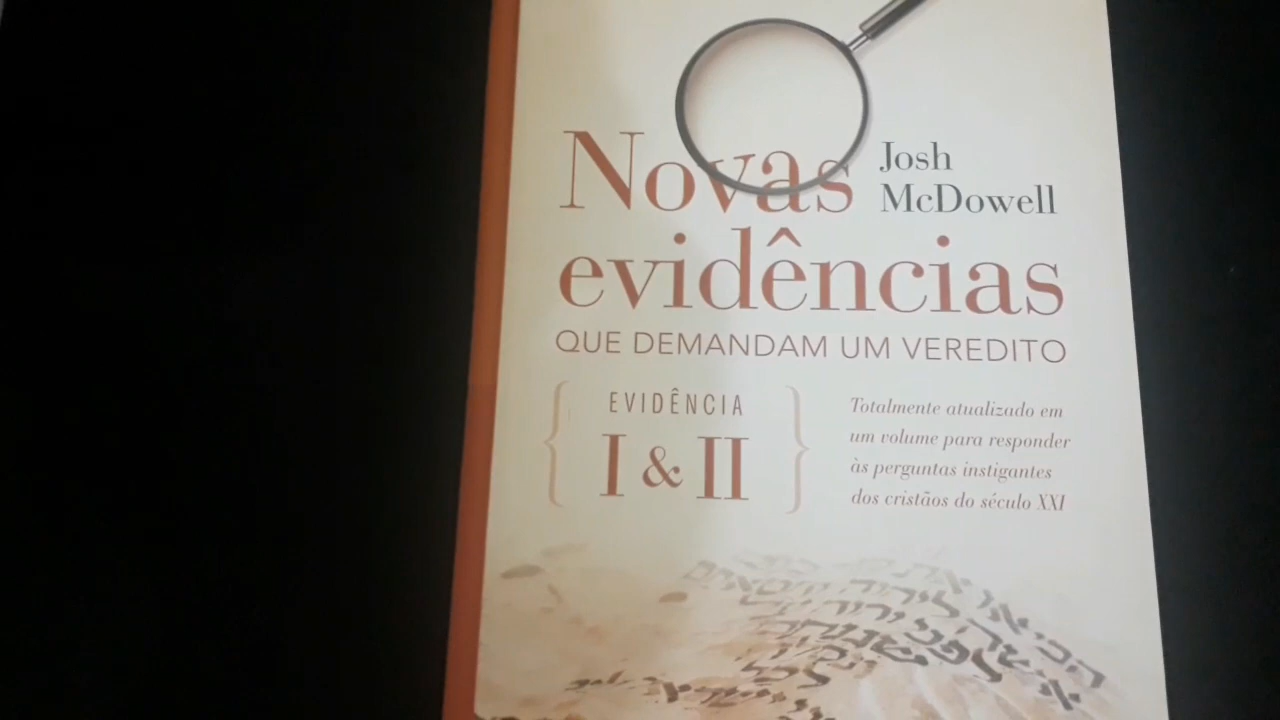 Novas
Josh
McDowell
evidências
QUE DEMANDAM UM VEREDITO
EVIDÊNCIA
I & II
Totalmente atualizado em
um volume para responder
às perguntas instigantes
dos cristãos do século XXI